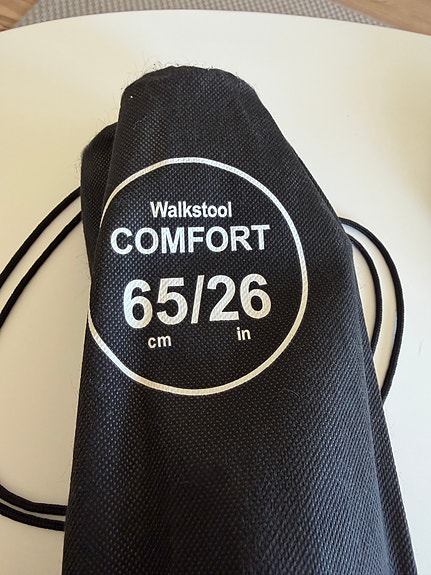 Walkstool
COMFORT
65/26
cm in